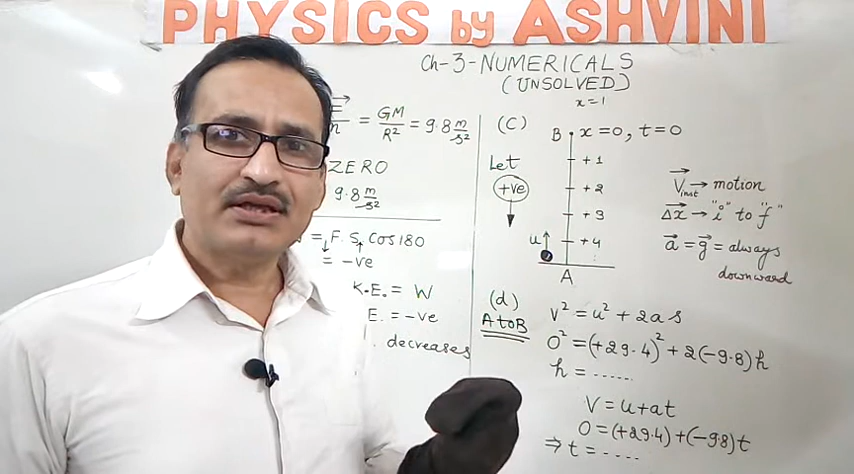 PHYSICS by ASHVINI
Ch-3-NUMERICALS
(UNSOLVED)
x=1
= GM/R² = 9.8 m/s²
ZERO
9.8 m/s²
= F. S, Cos180
= -ve
K.E. = W
E. = -ve
decreases
(C)
Let
+ve
B x=0, t=0
+1
+2
+3
+4
u
A
V⃗inst → motion
Δx⃗ → "i" to "f"
a⃗ = g⃗ = always
downward
(d)
A to B
V² = u² + 2as
0² = (+29.4)² + 2(-9.8)h
h = ......
V = u+at
0 = (+29.4) + (-9.8)t
⇒ t = ....